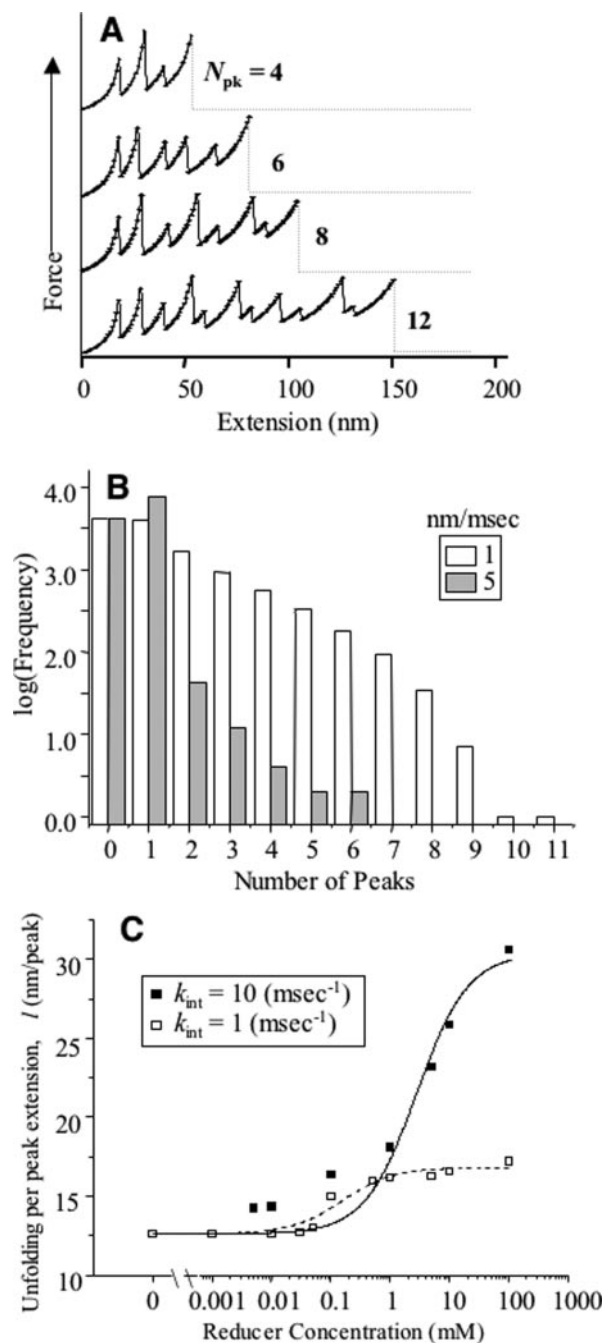 A
N_pk = 4
6
8
12
Force
0 50 100 150 200
Extension (nm)
B
nm/msec
1
5
4.0
3.0
2.0
1.0
0.0
log(Frequency)
0 1 2 3 4 5 6 7 8 9 10 11
Number of Peaks
C
k_int = 10 (msec⁻¹)
k_int = 1 (msec⁻¹)
30
25
20
15
10
Unfolding per peak extension, l (nm/peak)
0 0.001 0.01 0.1 1 10 100 1000
Reducer Concentration (mM)